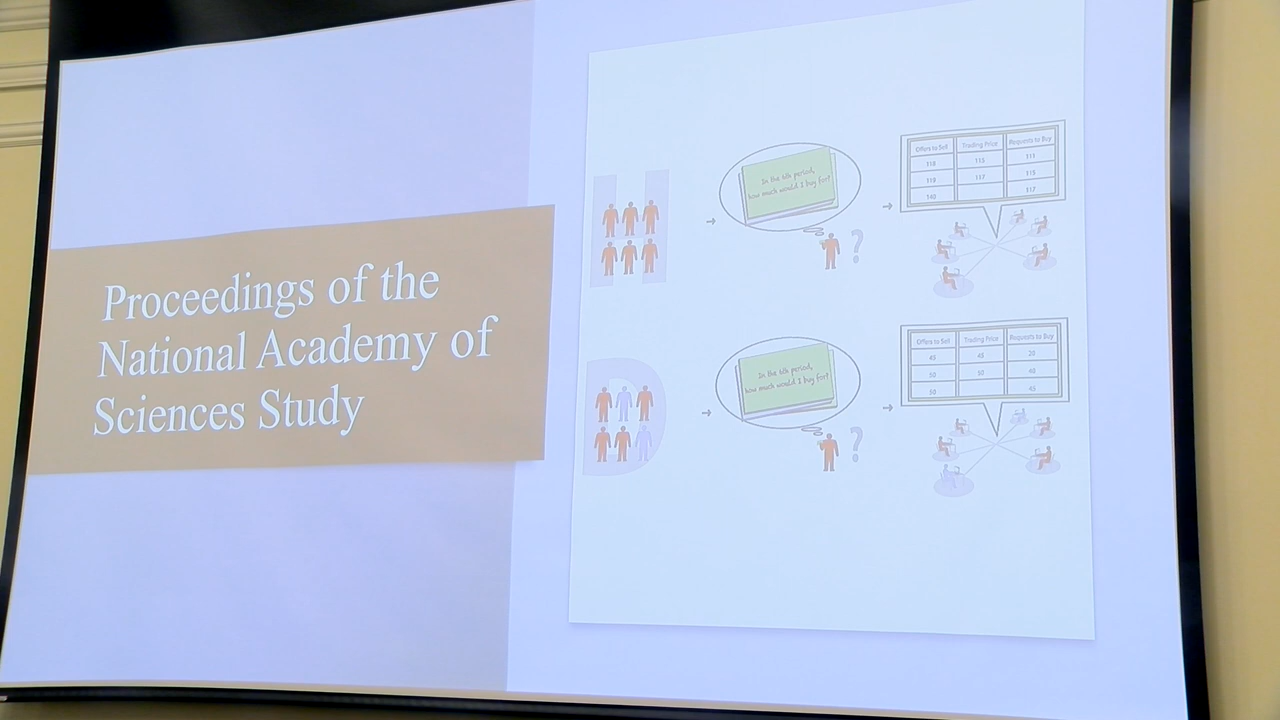 Proceedings of the
National Academy of
Sciences Study
H
In the 6th period,
how much would I buy for?
?
Offers to Sell Trading Price Requests to Buy
118 115 111
119 117 115
140 117
D
In the 6th period,
how much would I buy for?
?
Offers to Sell Trading Price Requests to Buy
45 45 20
50 50 40
50 45